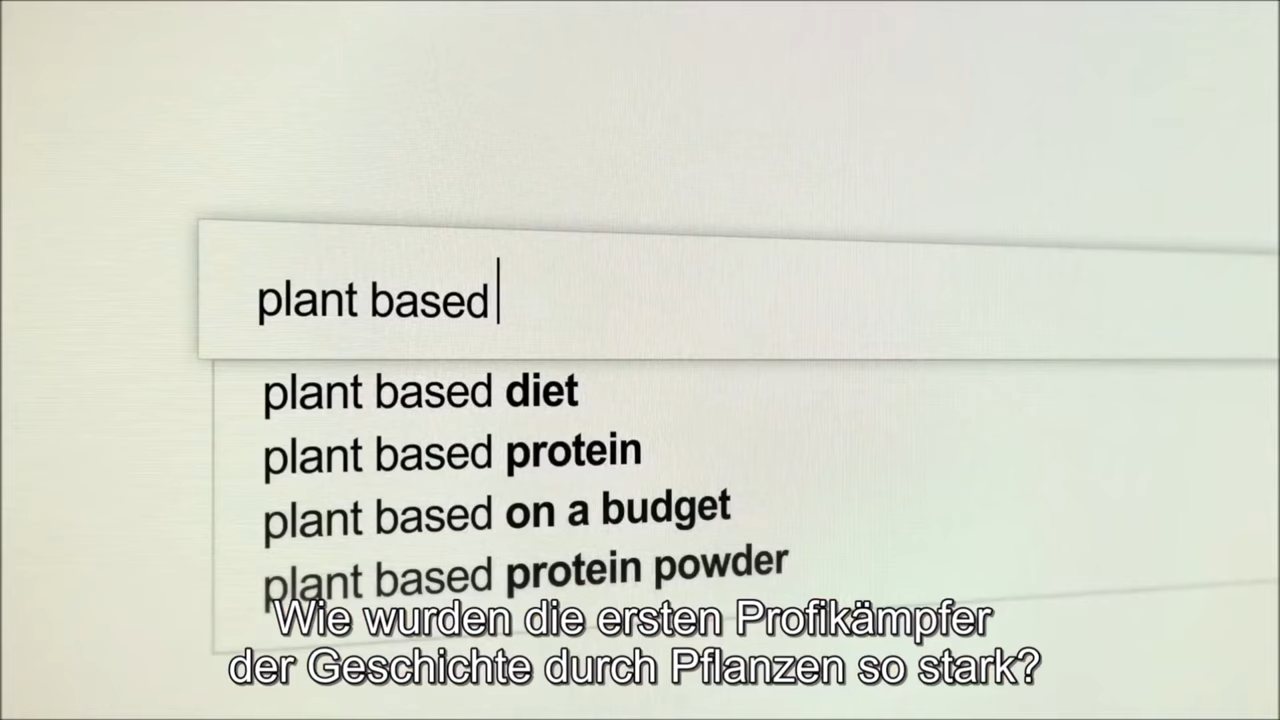 plant based
plant based diet
plant based protein
plant based on a budget
plant based protein powder
Wie wurden die ersten Profikämpfer
der Geschichte durch Pflanzen so stark?